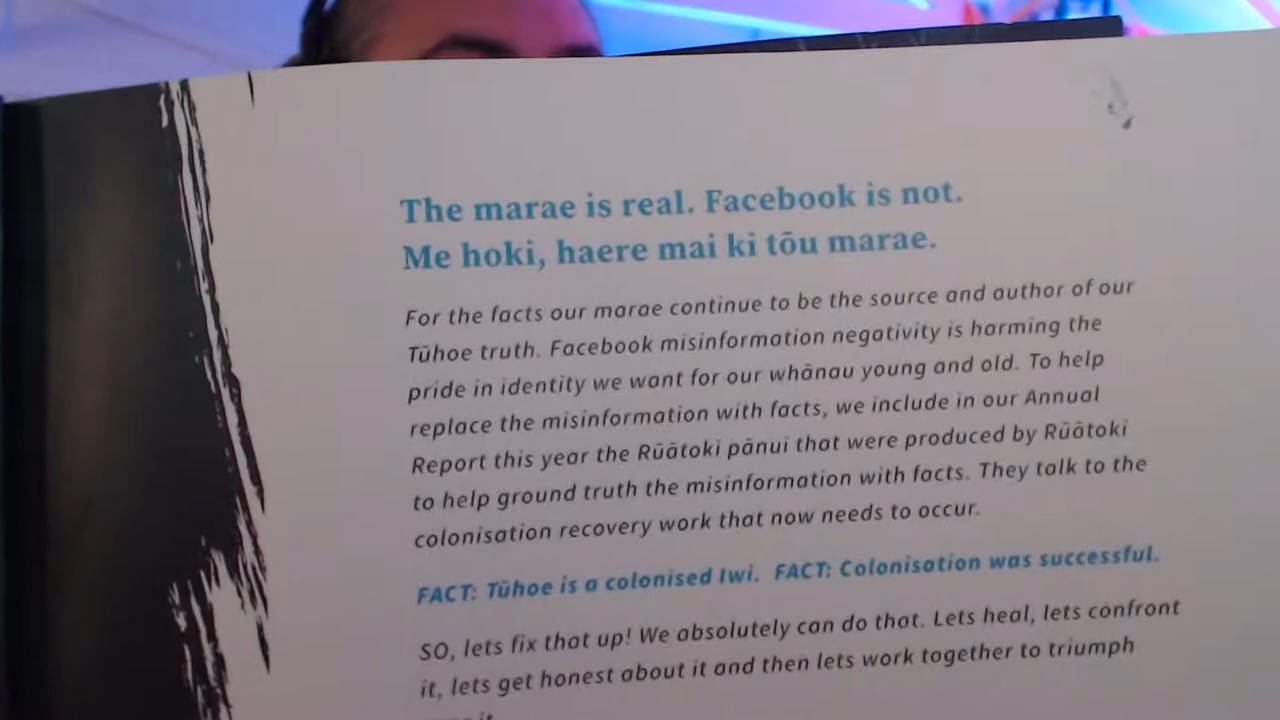 The marae is real. Facebook is not.
Me hoki, haere mai ki tōu marae.
For the facts our marae continue to be the source and author of our
Tūhoe truth. Facebook misinformation negativity is harming the
pride in identity we want for our whānau young and old. To help
replace the misinformation with facts, we include in our Annual
Report this year the Rūātoki pānui that were produced by Rūātoki
to help ground truth the misinformation with facts. They talk to the
colonisation recovery work that now needs to occur.
FACT: Tūhoe is a colonised Iwi. FACT: Colonisation was successful.
SO, lets fix that up! We absolutely can do that. Lets heal, lets confront
it, lets get honest about it and then lets work together to triumph
it